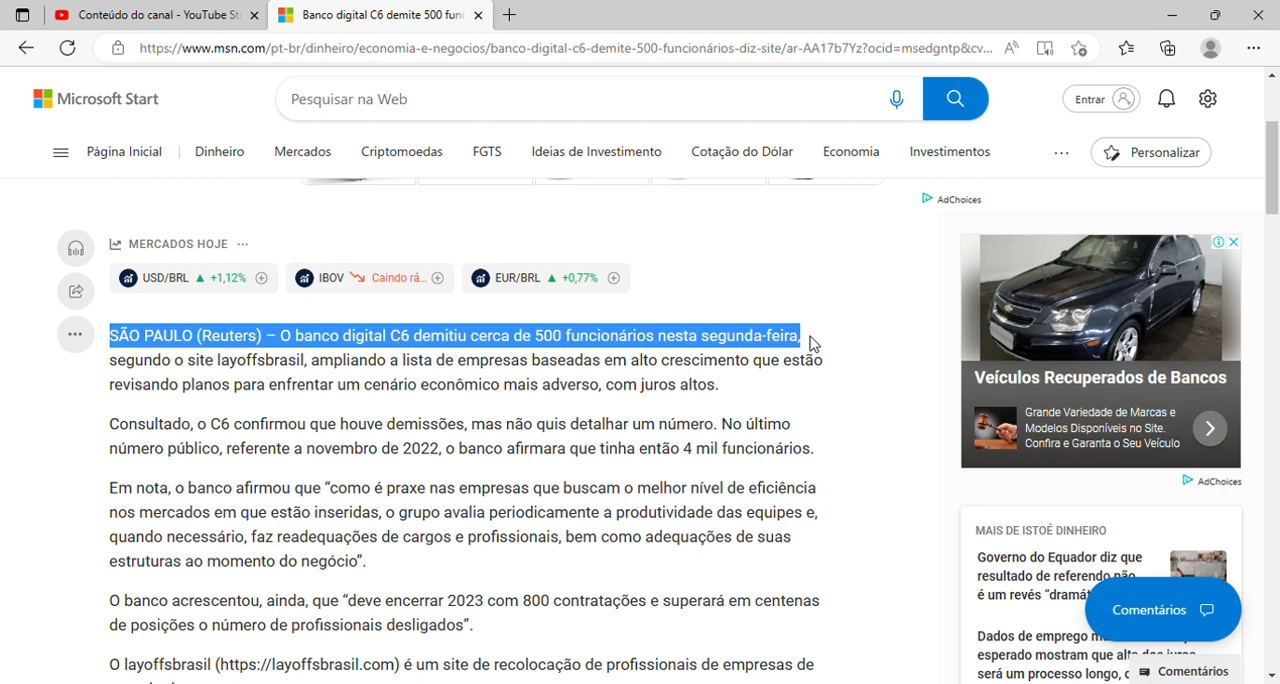 Conteúdo do canal - YouTube St
Banco digital C6 demite 500 func
https://www.msn.com/pt-br/dinheiro/economia-e-negocios/banco-digital-c6-demite-500-funcionários-diz-site/ar-AA17b7Yz?ocid=msedgntp&cv...
Microsoft Start
Pesquisar na Web
Entrar
Página Inicial
Dinheiro
Mercados
Criptomoedas
FGTS
Ideias de Investimento
Cotação do Dólar
Economia
Investimentos
...
Personalizar
AdChoices
MERCADOS HOJE ...
USD/BRL ▲ +1,12%
IBOV Caindo rá...
EUR/BRL ▲ +0,77%
SÃO PAULO (Reuters) – O banco digital C6 demitiu cerca de 500 funcionários nesta segunda-feira,
segundo o site layoffsbrasil, ampliando a lista de empresas baseadas em alto crescimento que estão
revisando planos para enfrentar um cenário econômico mais adverso, com juros altos.
Consultado, o C6 confirmou que houve demissões, mas não quis detalhar um número. No último
número público, referente a novembro de 2022, o banco afirmara que tinha então 4 mil funcionários.
Em nota, o banco afirmou que “como é praxe nas empresas que buscam o melhor nível de eficiência
nos mercados em que estão inseridas, o grupo avalia periodicamente a produtividade das equipes e,
quando necessário, faz readequações de cargos e profissionais, bem como adequações de suas
estruturas ao momento do negócio”.
O banco acrescentou, ainda, que “deve encerrar 2023 com 800 contratações e superará em centenas
de posições o número de profissionais desligados”.
O layoffsbrasil (https://layoffsbrasil.com) é um site de recolocação de profissionais de empresas de
Veículos Recuperados de Bancos
Grande Variedade de Marcas e
Modelos Disponíveis no Site.
Confira e Garanta o Seu Veículo
AdChoices
MAIS DE ISTOÉ DINHEIRO
Governo do Equador diz que
resultado de referendo não
é um revés “dramát
Comentários
Dados de emprego m
esperado mostram que alta
será um processo longo, d
Comentários